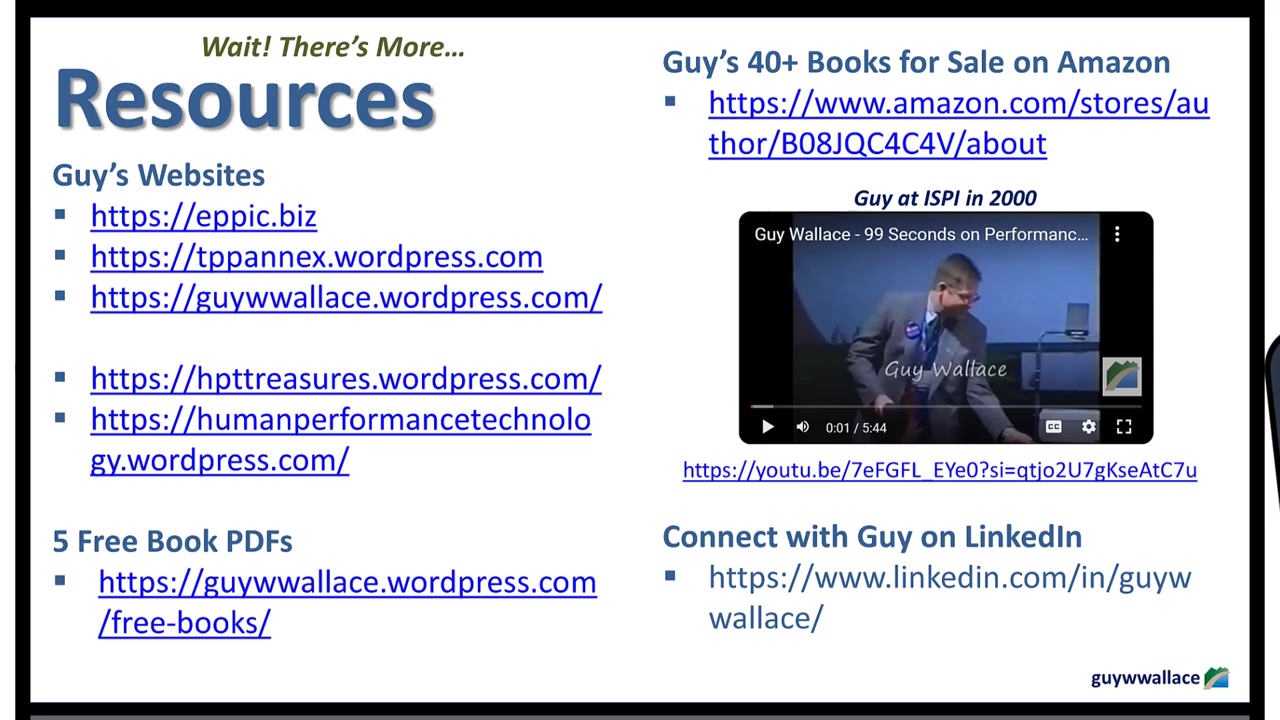 Wait! There's More...
Resources
Guy's Websites
▪ https://eppic.biz
▪ https://tppannex.wordpress.com
▪ https://guywwallace.wordpress.com/
▪ https://hpttreasures.wordpress.com/
▪ https://humanperformancetechnolo
gy.wordpress.com/
5 Free Book PDFs
▪ https://guywwallace.wordpress.com
/free-books/
Guy's 40+ Books for Sale on Amazon
▪ https://www.amazon.com/stores/au
thor/B08JQC4C4V/about
Guy at ISPI in 2000
Guy Wallace - 99 Seconds on Performanc...
Guy Wallace
0:01 / 5:44
CC
https://youtu.be/7eFGFL_EYe0?si=qtjo2U7gKseAtC7u
Connect with Guy on LinkedIn
▪ https://www.linkedin.com/in/guyw
wallace/
guywwallace